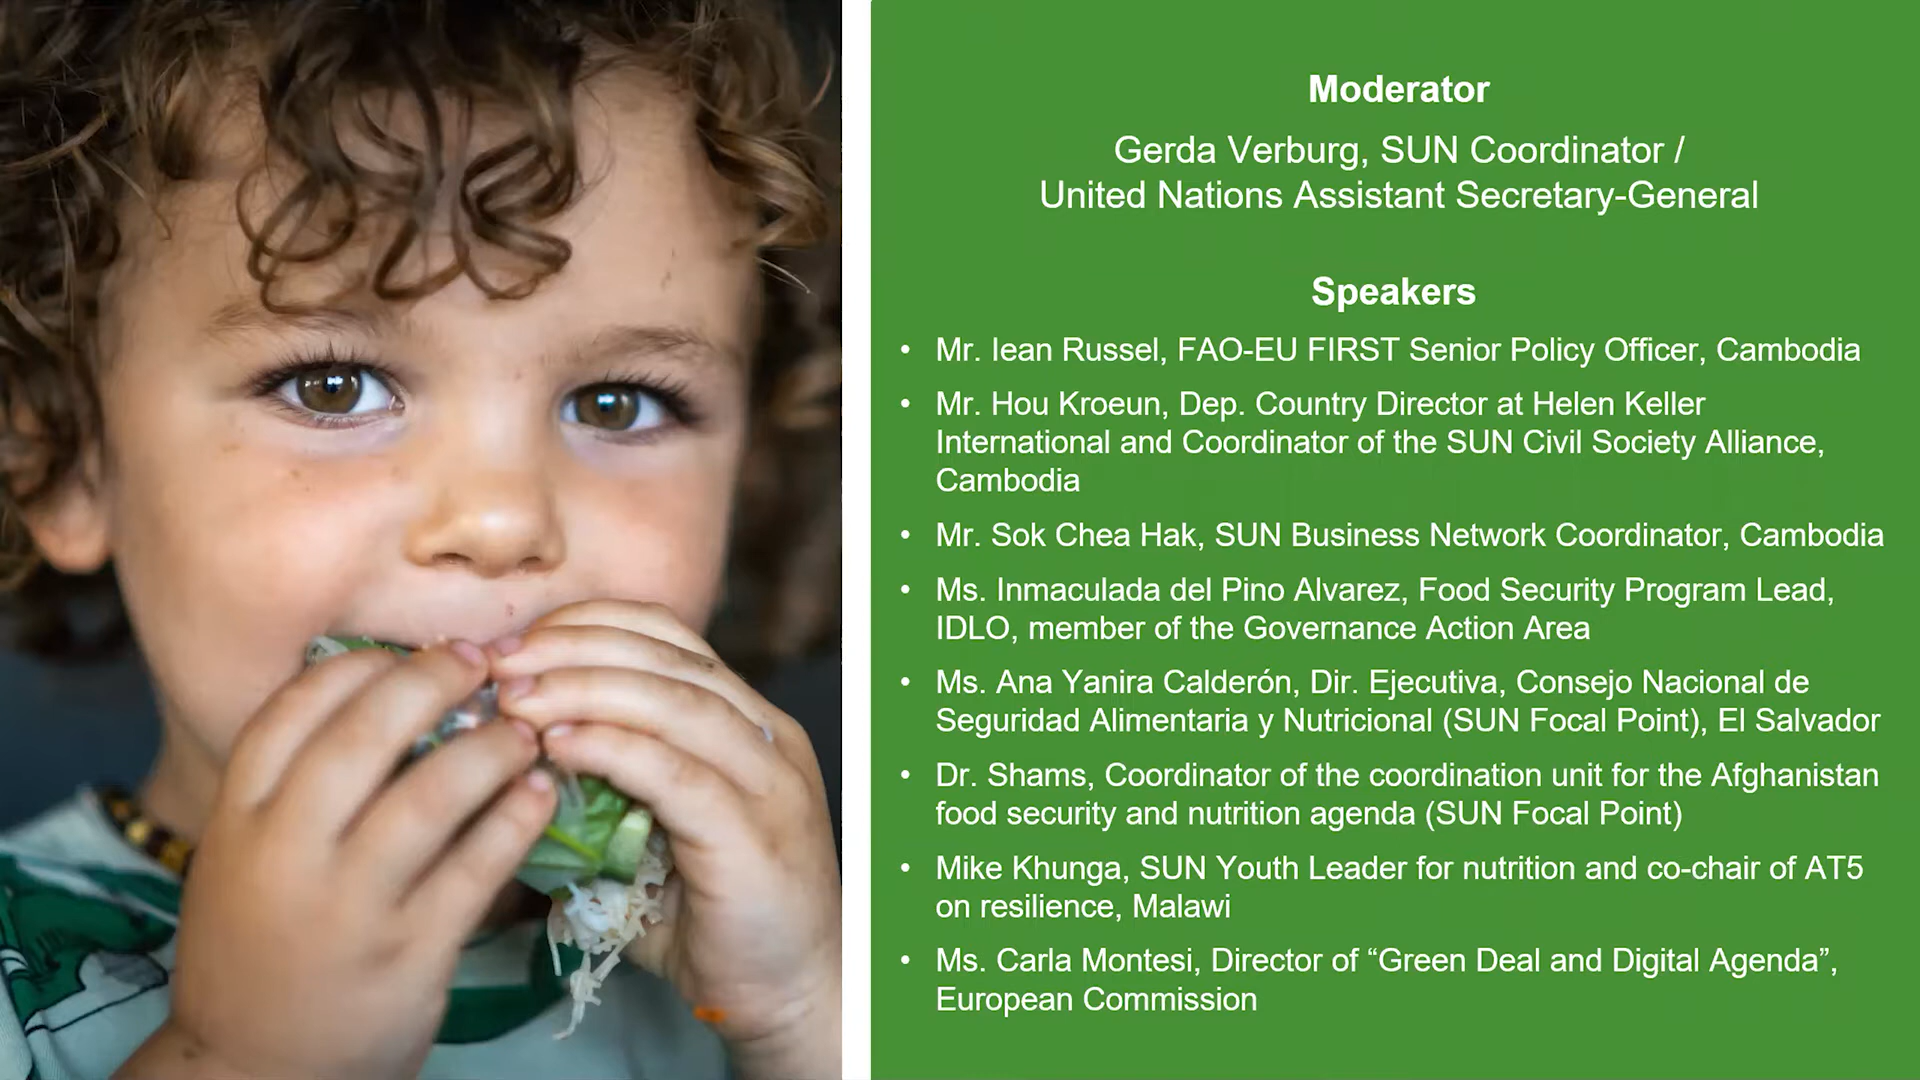 Moderator
Gerda Verburg, SUN Coordinator /
United Nations Assistant Secretary-General
Speakers
• Mr. Iean Russel, FAO-EU FIRST Senior Policy Officer, Cambodia
• Mr. Hou Kroeun, Dep. Country Director at Helen Keller
International and Coordinator of the SUN Civil Society Alliance,
Cambodia
• Mr. Sok Chea Hak, SUN Business Network Coordinator, Cambodia
• Ms. Inmaculada del Pino Alvarez, Food Security Program Lead,
IDLO, member of the Governance Action Area
• Ms. Ana Yanira Calderón, Dir. Ejecutiva, Consejo Nacional de
Seguridad Alimentaria y Nutricional (SUN Focal Point), El Salvador
• Dr. Shams, Coordinator of the coordination unit for the Afghanistan
food security and nutrition agenda (SUN Focal Point)
• Mike Khunga, SUN Youth Leader for nutrition and co-chair of AT5
on resilience, Malawi
• Ms. Carla Montesi, Director of “Green Deal and Digital Agenda”,
European Commission